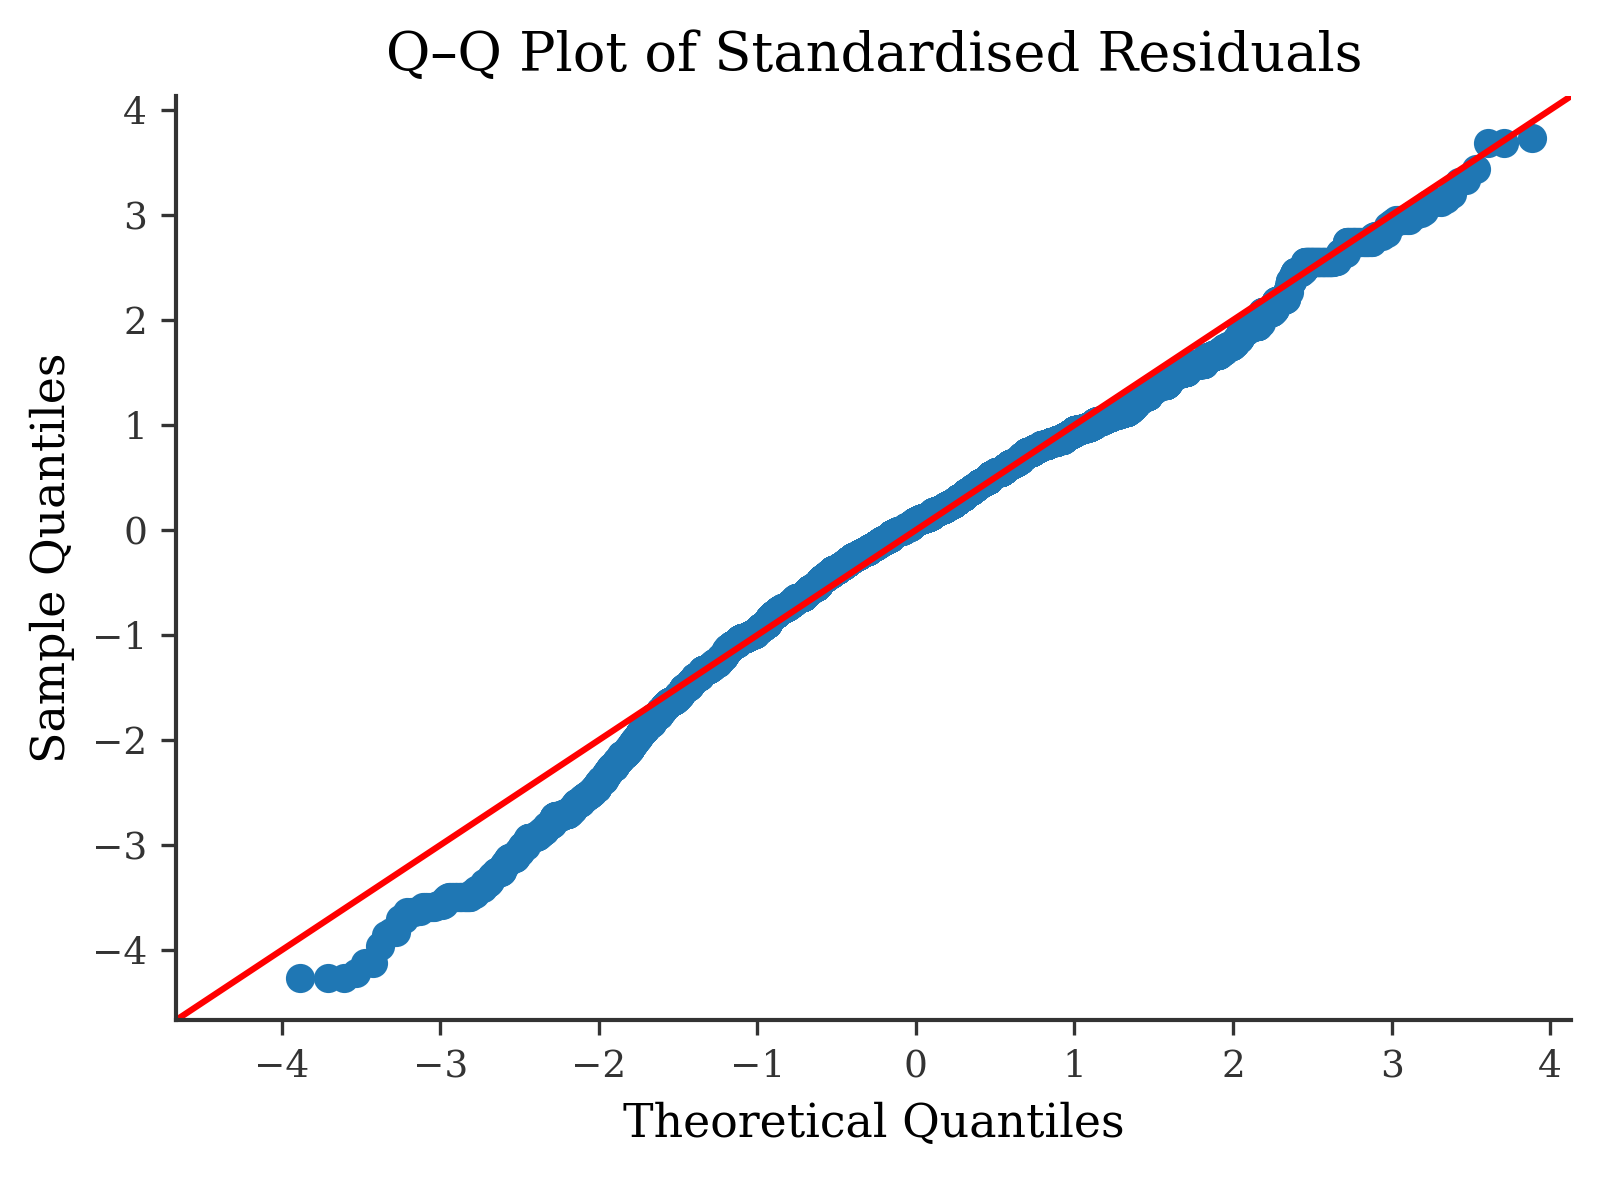 Q–Q Plot of Standardised Residuals
4
3
2
1
0
−1
−2
−3
−4
Sample Quantiles
−4 −3 −2 −1 0 1 2 3 4
Theoretical Quantiles